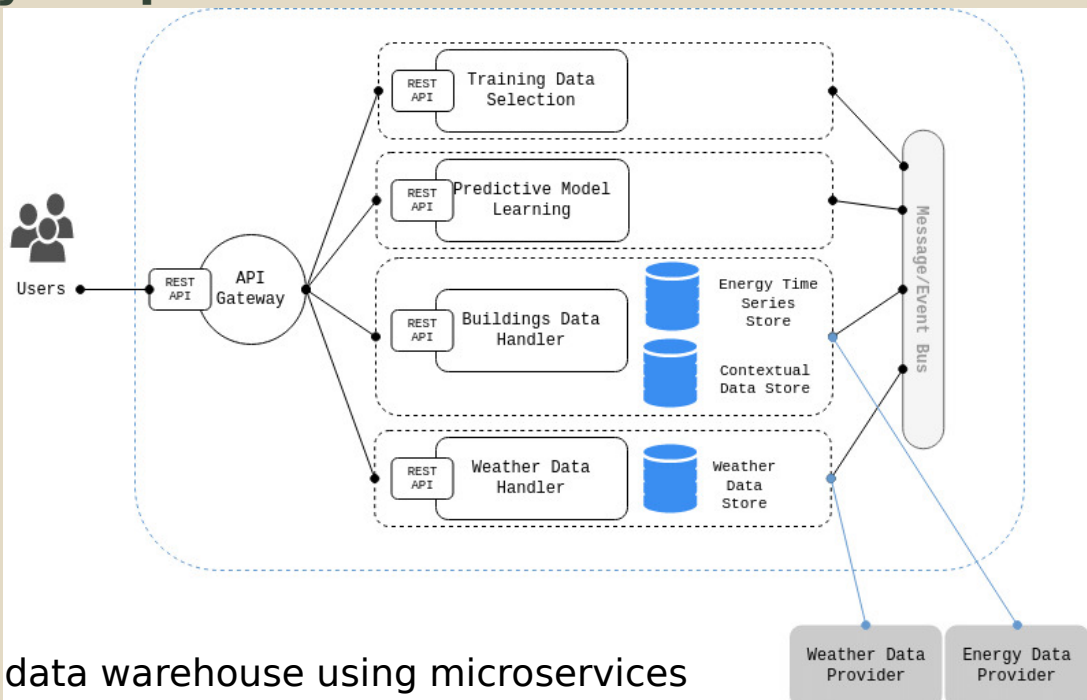 Users
REST
API
API
Gateway
REST
API
Training Data
Selection
REST
API
Predictive Model
Learning
REST
API
Buildings Data
Handler
Energy Time
Series
Store
Contextual
Data Store
REST
API
Weather Data
Handler
Weather
Data
Store
Message/Event Bus
Weather Data
Provider
Energy Data
Provider
data warehouse using microservices